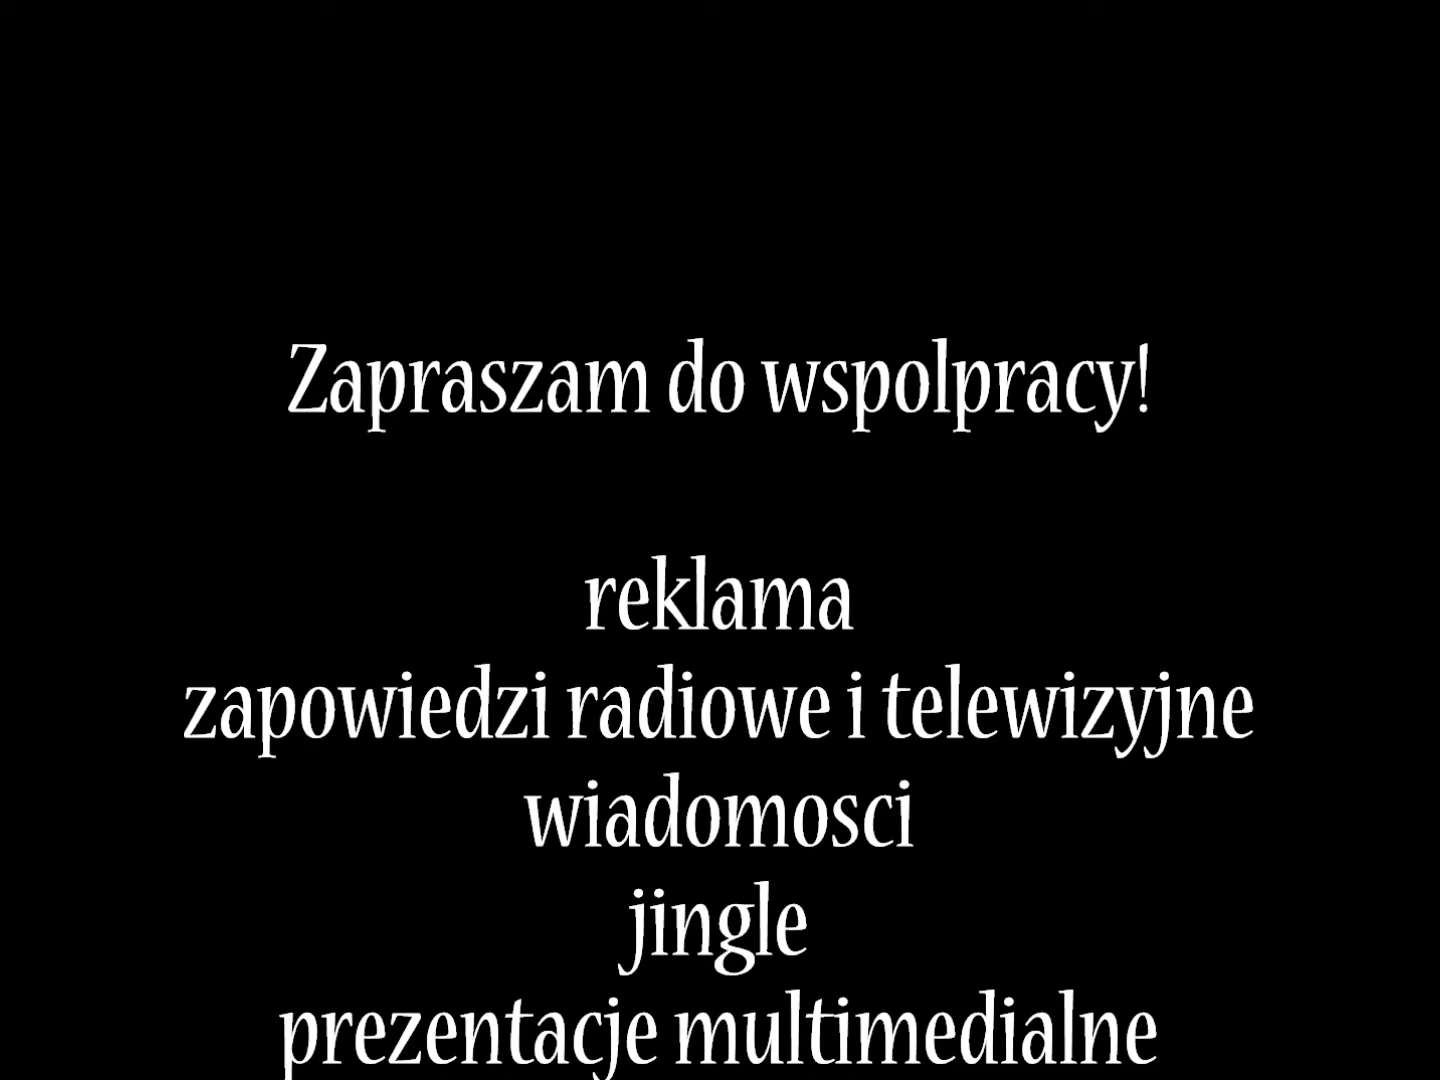 Zapraszam do wspolpracy!
reklama
zapowiedzi radiowe i telewizyjne
wiadomosci
jingle
prezentacje multimedialne